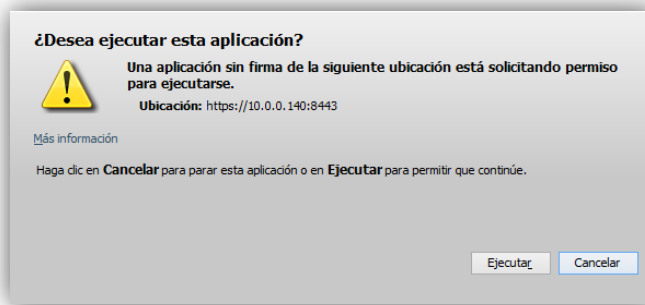 ¿Desea ejecutar esta aplicación?
Una aplicación sin firma de la siguiente ubicación está solicitando permiso
para ejecutarse.
Ubicación: https://10.0.0.140:8443
Más información
Haga clic en Cancelar para parar esta aplicación o en Ejecutar para permitir que continúe.
Ejecutar Cancelar